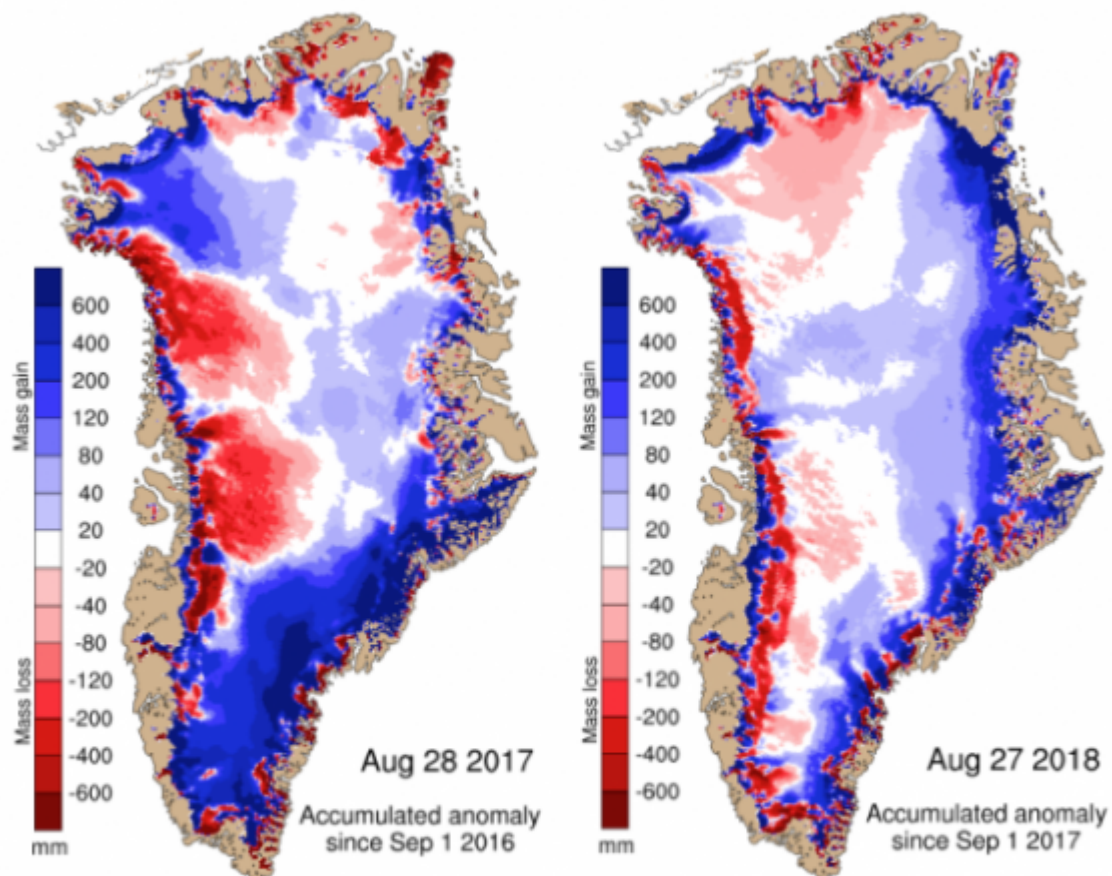 Mass gain
600
400
200
120
80
40
20
-20
-40
-80
-120
-200
-400
-600
Mass loss
mm
Aug 28 2017
Accumulated anomaly
since Sep 1 2016
Mass gain
600
400
200
120
80
40
20
-20
-40
-80
-120
-200
-400
-600
Mass loss
mm
Aug 27 2018
Accumulated anomaly
since Sep 1 2017